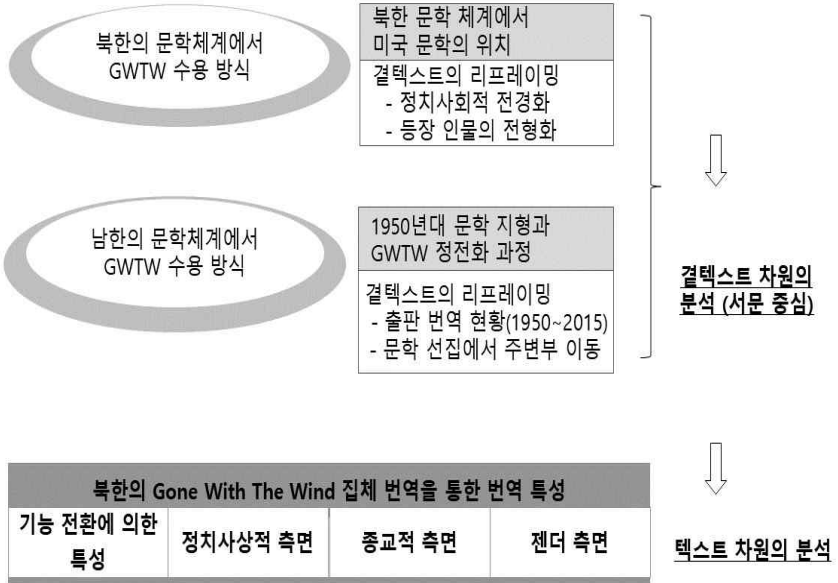 북한의 문학체계에서
GWTW 수용 방식
북한 문학 체계에서
미국 문학의 위치
곁텍스트의 리프레이밍
- 정치사회적 전경화
- 등장 인물의 전형화
남한의 문학체계에서
GWTW 수용 방식
1950년대 문학 지형과
GWTW 정전화 과정
곁텍스트의 리프레이밍
- 출판 번역 현황(1950~2015)
- 문학 선집에서 주변부 이동
곁텍스트 차원의
분석 (서문 중심)
북한의 Gone With The Wind 집체 번역을 통한 번역 특성
기능 전환에 의한
특성
정치사상적 측면
종교적 측면
젠더 측면
텍스트 차원의 분석